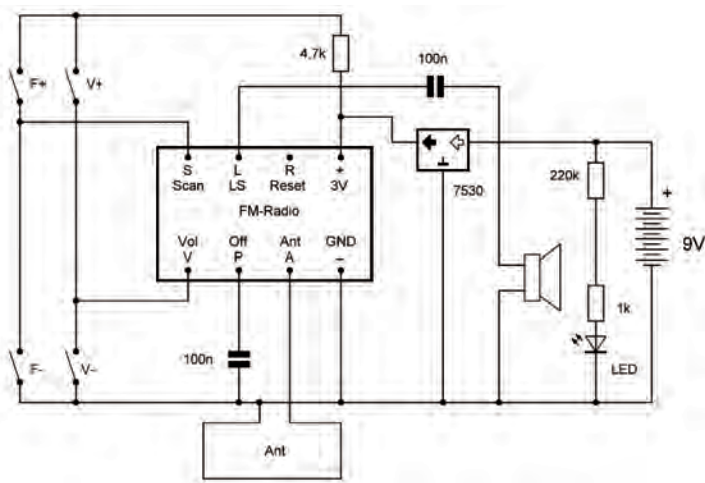 4,7k
100n
F+
V+
S L R +
Scan LS Reset 3V
7530
220k
+
FM-Radio
9V
Vol Off Ant GND
V P A –
1k
100n
F-
V–
LED
Ant